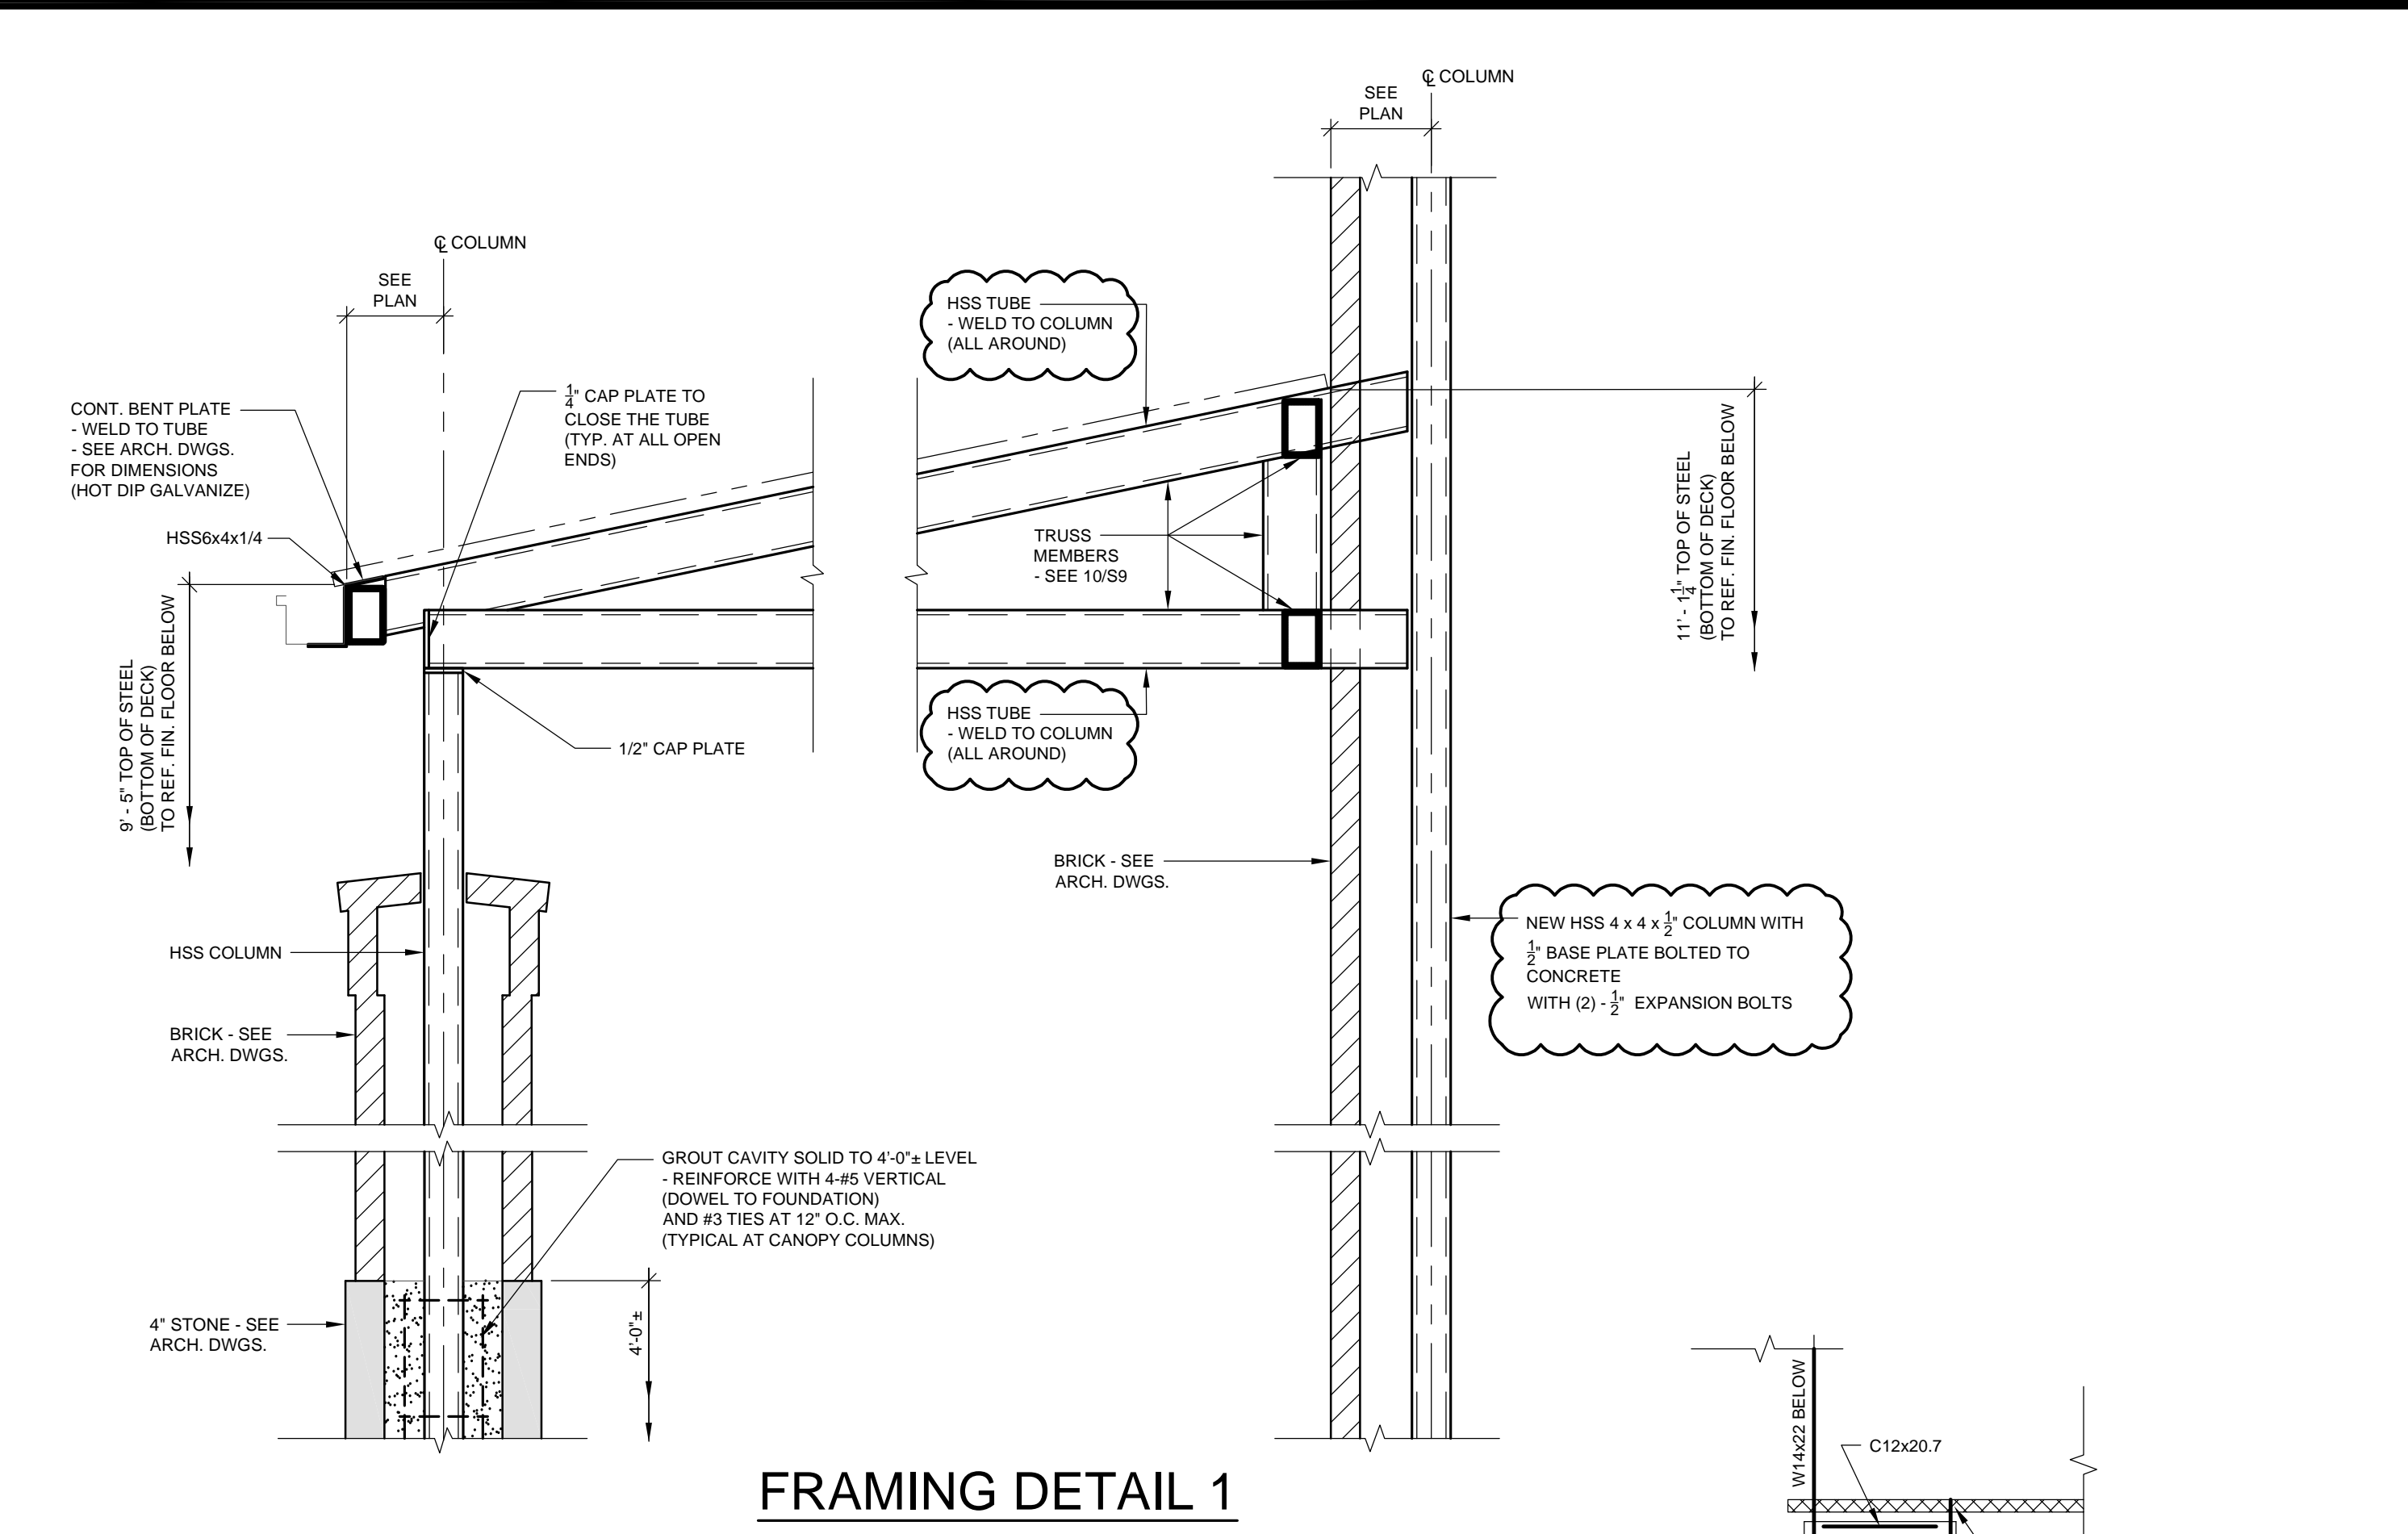 ℄ COLUMN
SEE
PLAN
℄ COLUMN
SEE
PLAN
HSS TUBE
- WELD TO COLUMN
(ALL AROUND)
1/4" CAP PLATE TO
CLOSE THE TUBE
(TYP. AT ALL OPEN
ENDS)
CONT. BENT PLATE
- WELD TO TUBE
- SEE ARCH. DWGS.
FOR DIMENSIONS
(HOT DIP GALVANIZE)
HSS6x4x1/4
TRUSS
MEMBERS
- SEE 10/S9
11' - 1 1/4" TOP OF STEEL
(BOTTOM OF DECK)
TO REF. FIN. FLOOR BELOW
9' - 5" TOP OF STEEL
(BOTTOM OF DECK)
TO REF. FIN. FLOOR BELOW
HSS TUBE
- WELD TO COLUMN
(ALL AROUND)
1/2" CAP PLATE
BRICK - SEE
ARCH. DWGS.
NEW HSS 4 x 4 x 1/2" COLUMN WITH
1/2" BASE PLATE BOLTED TO
CONCRETE
WITH (2) - 1/2" EXPANSION BOLTS
HSS COLUMN
BRICK - SEE
ARCH. DWGS.
GROUT CAVITY SOLID TO 4'-0"± LEVEL
- REINFORCE WITH 4-#5 VERTICAL
(DOWEL TO FOUNDATION)
AND #3 TIES AT 12" O.C. MAX.
(TYPICAL AT CANOPY COLUMNS)
4" STONE - SEE
ARCH. DWGS.
4'-0"±
W14x22 BELOW
C12x20.7
FRAMING DETAIL 1